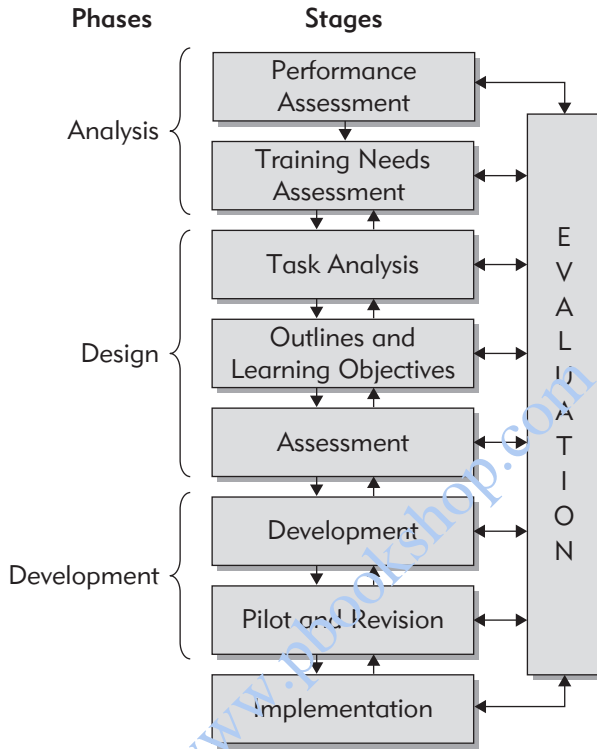 Phases
Stages
Performance
Assessment
Analysis
Training Needs
Assessment
Task Analysis
Design
Outlines and
Learning Objectives
Assessment
Development
Development
Pilot and Revision
Implementation
E
V
A
L
U
A
T
I
O
N
www.pbookshop.com